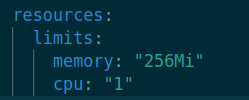 resources:
  limits:
    memory: "256Mi"
    cpu: "1"